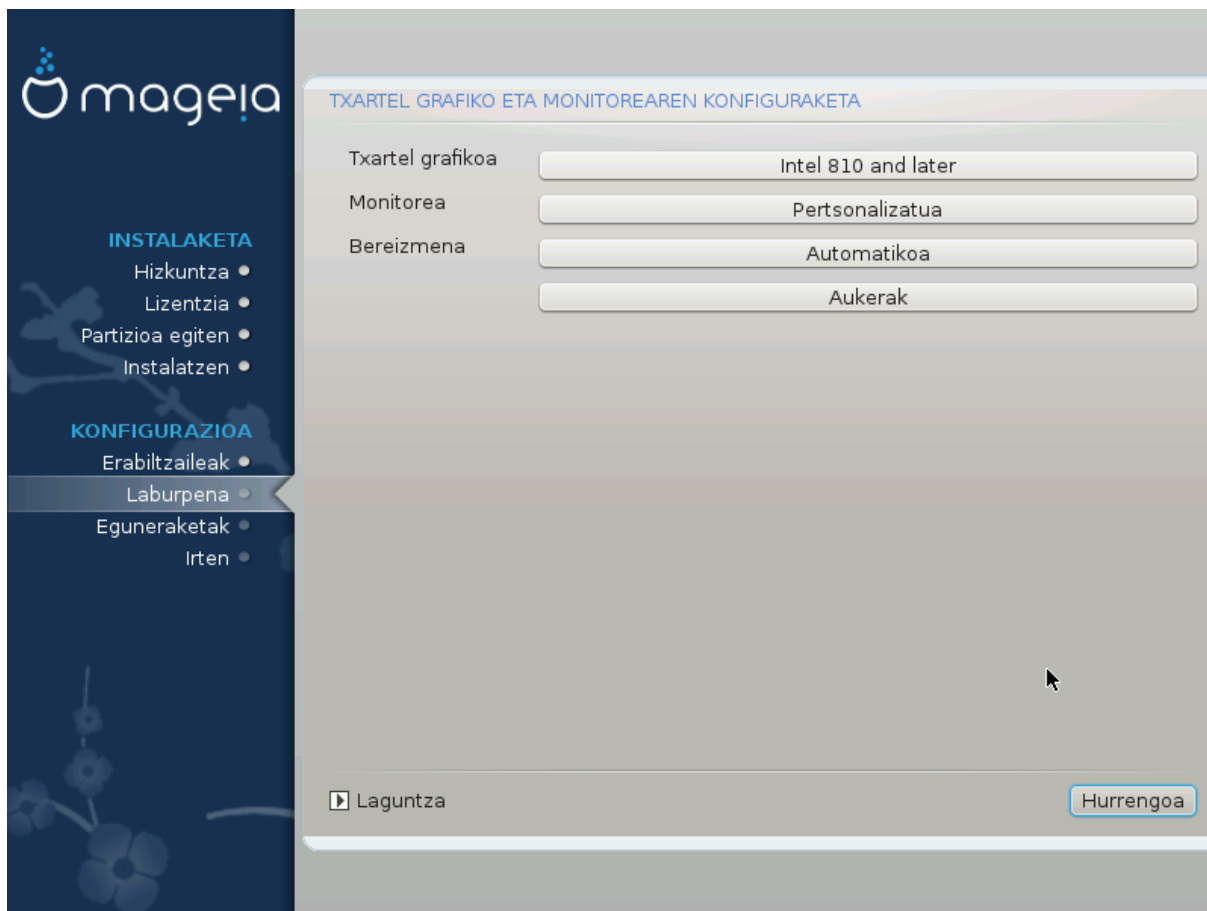 mageia
INSTALAKETA
Hizkuntza
Lizentzia
Partizioa egiten
Instalatzen
KONFIGURAZIOA
Erabiltzaileak
Laburpena
Eguneraketak
Irten
TXARTEL GRAFIKO ETA MONITOREAREN KONFIGURAKETA
Txartel grafikoa
Intel 810 and later
Monitorea
Pertsonalizatua
Bereizmena
Automatikoa
Aukerak
Laguntza
Hurrengoa